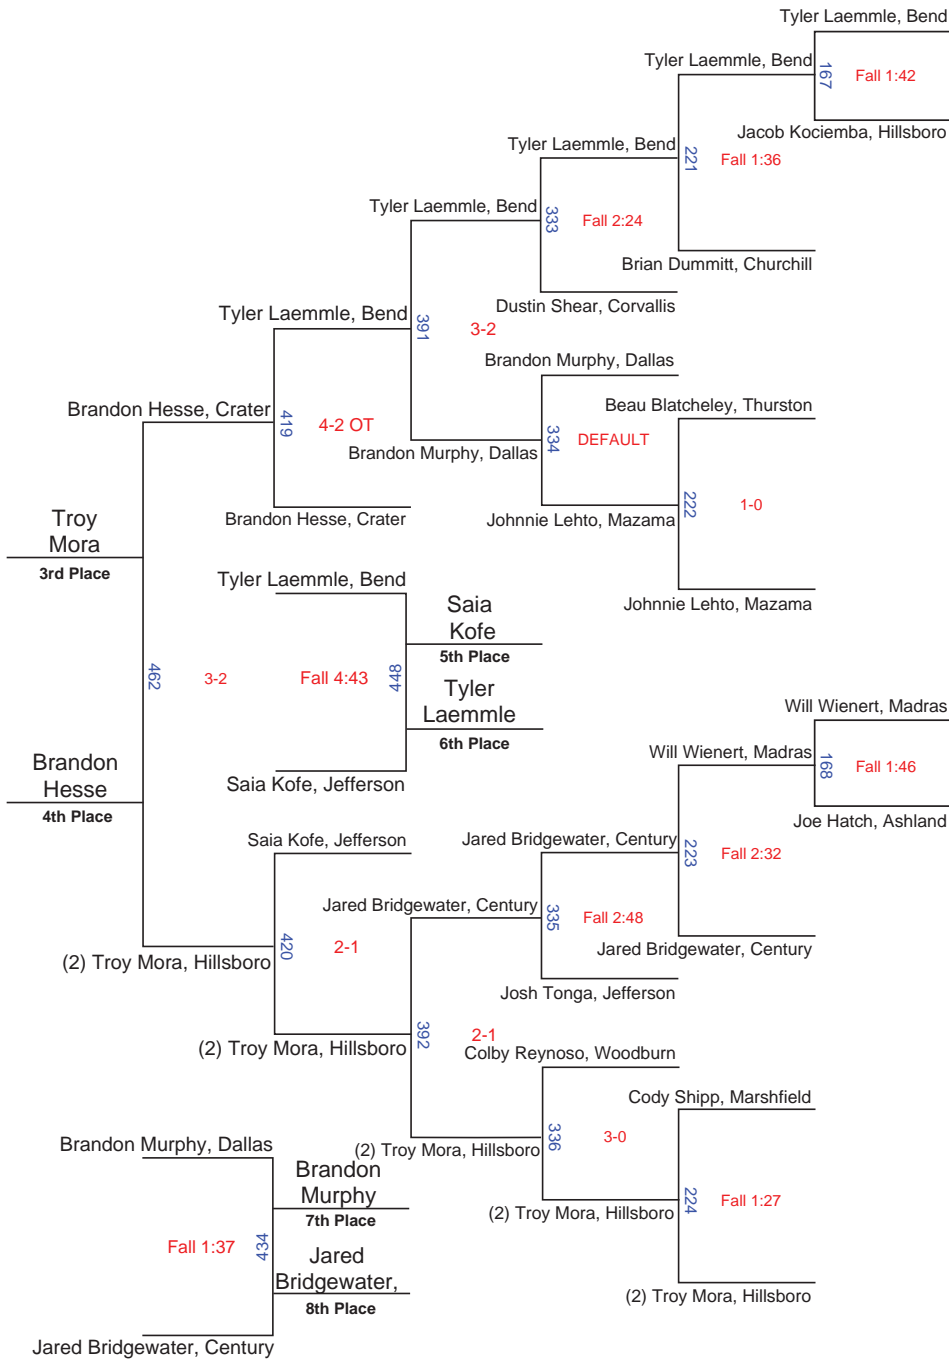 Tyler Laemmle, Bend
Tyler Laemmle, Bend
167
Fall 1:42
Jacob Kociemba, Hillsboro
Tyler Laemmle, Bend
221
Fall 1:36
Tyler Laemmle, Bend
333
Fall 2:24
Brian Dummitt, Churchill
Dustin Shear, Corvallis
Tyler Laemmle, Bend
391
3-2
Brandon Murphy, Dallas
Brandon Hesse, Crater
419
4-2 OT
Beau Blatcheley, Thurston
334
DEFAULT
Brandon Murphy, Dallas
222
1-0
Brandon Hesse, Crater
Johnnie Lehto, Mazama
Troy
Mora
3rd Place
Tyler Laemmle, Bend
Johnnie Lehto, Mazama
Saia
Kofe
5th Place
462
3-2
Fall 4:43
448
Tyler
Laemmle
6th Place
Will Wienert, Madras
Brandon
Hesse
4th Place
Will Wienert, Madras
168
Fall 1:46
Saia Kofe, Jefferson
Joe Hatch, Ashland
Saia Kofe, Jefferson
Jared Bridgewater, Century
223
Fall 2:32
Jared Bridgewater, Century
335
Fall 2:48
420
2-1
Jared Bridgewater, Century
(2) Troy Mora, Hillsboro
Josh Tonga, Jefferson
392
2-1
(2) Troy Mora, Hillsboro
Colby Reynoso, Woodburn
Cody Shipp, Marshfield
336
3-0
Brandon Murphy, Dallas
(2) Troy Mora, Hillsboro
Brandon
Murphy
7th Place
224
Fall 1:27
(2) Troy Mora, Hillsboro
Fall 1:37
434
Jared
Bridgewater,
8th Place
(2) Troy Mora, Hillsboro
Jared Bridgewater, Century